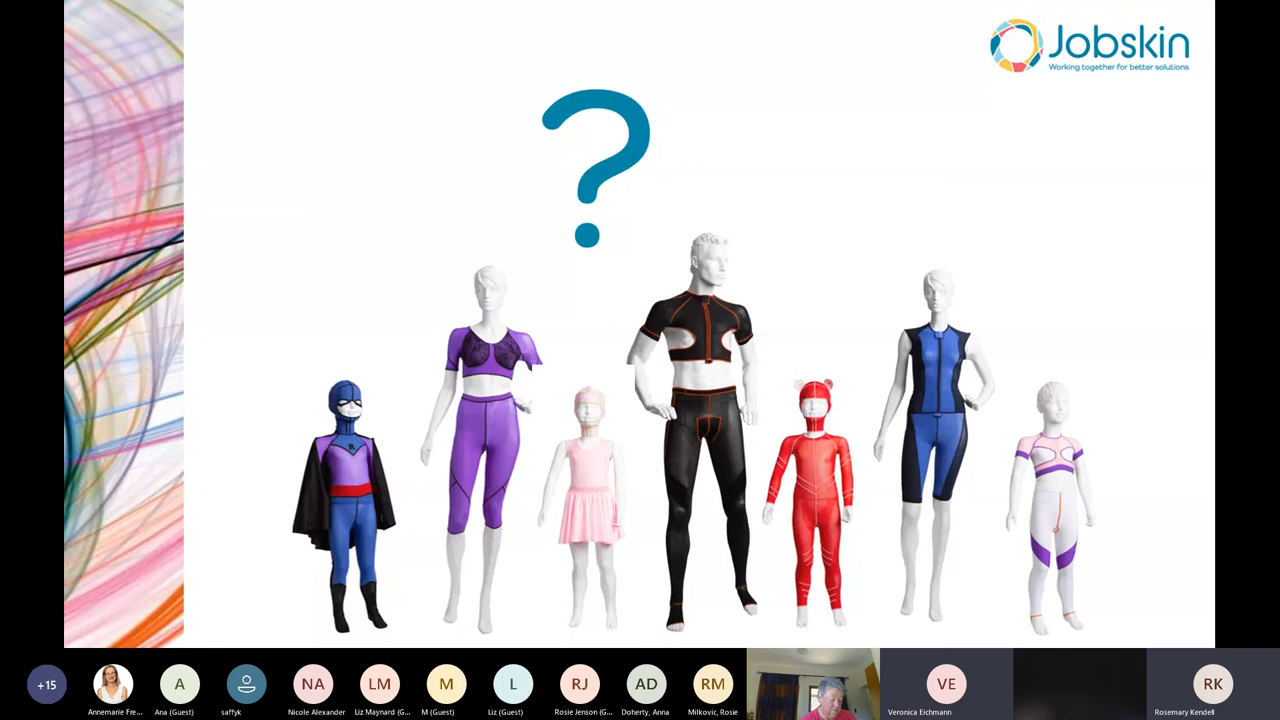 Jobskin
Working together for better solutions
?
+15
A
NA
LM
M
L
RJ
AD
RM
VE
RK
Annemarie Fre...
Ana (Guest)
saffyk
Nicole Alexander
Liz Maynard (G...
M (Guest)
Liz (Guest)
Rosie Jenson (G...
Doherty, Anna
Milkovic, Rosie
Veronica Eichmann
Rosemary Kendell